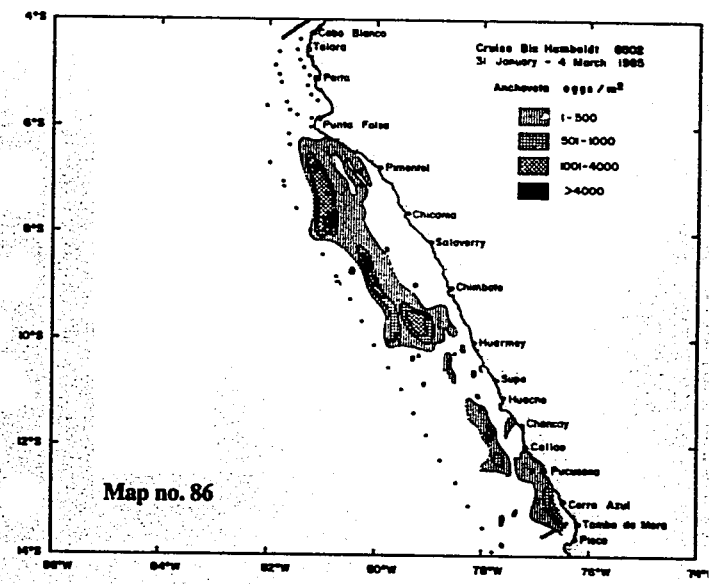 4°S
Cabo Blanco
Talara
Cruise Bic Humboldt 8502
31 January - 4 March 1985
Paita
Anchoveta eggs/m²
1-500
6°S
Punta Falsa
501-1000
Pimentel
1001-4000
>4000
Chicama
8°S
Salaverry
Chimbote
10°S
Huarmey
Supe
Huacho
Chancay
12°S
Callao
Pucusana
Map no. 86
Cerro Azul
Tambo de Mora
Pisco
14°S
86°W
84°W
82°W
80°W
78°W
76°W
74°W